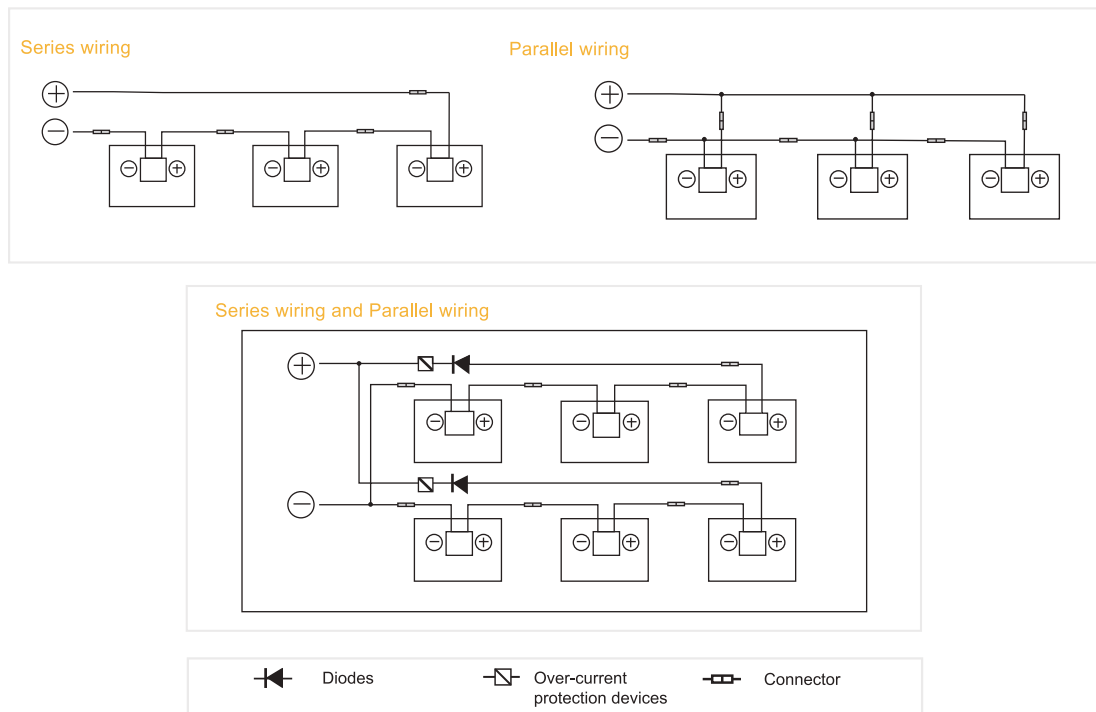 Series wiring
Parallel wiring
Series wiring and Parallel wiring
Diodes
Over-current
protection devices
Connector